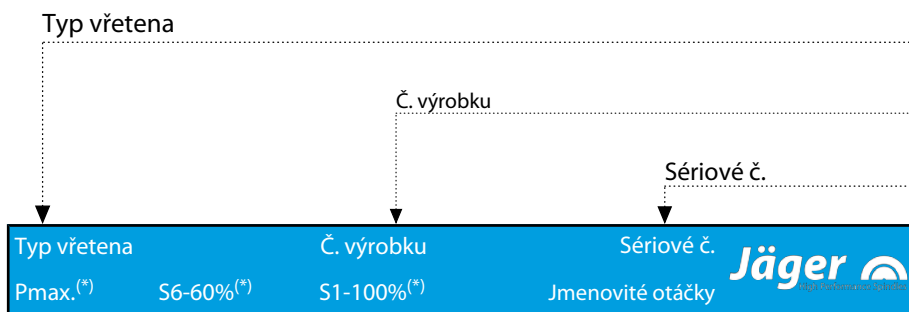 Typ vřetena
Č. výrobku
Sériové č.
Typ vřetena Č. výrobku Sériové č.
Jäger
Pmax.(*) S6-60%(*) S1-100%(*) Jmenovité otáčky